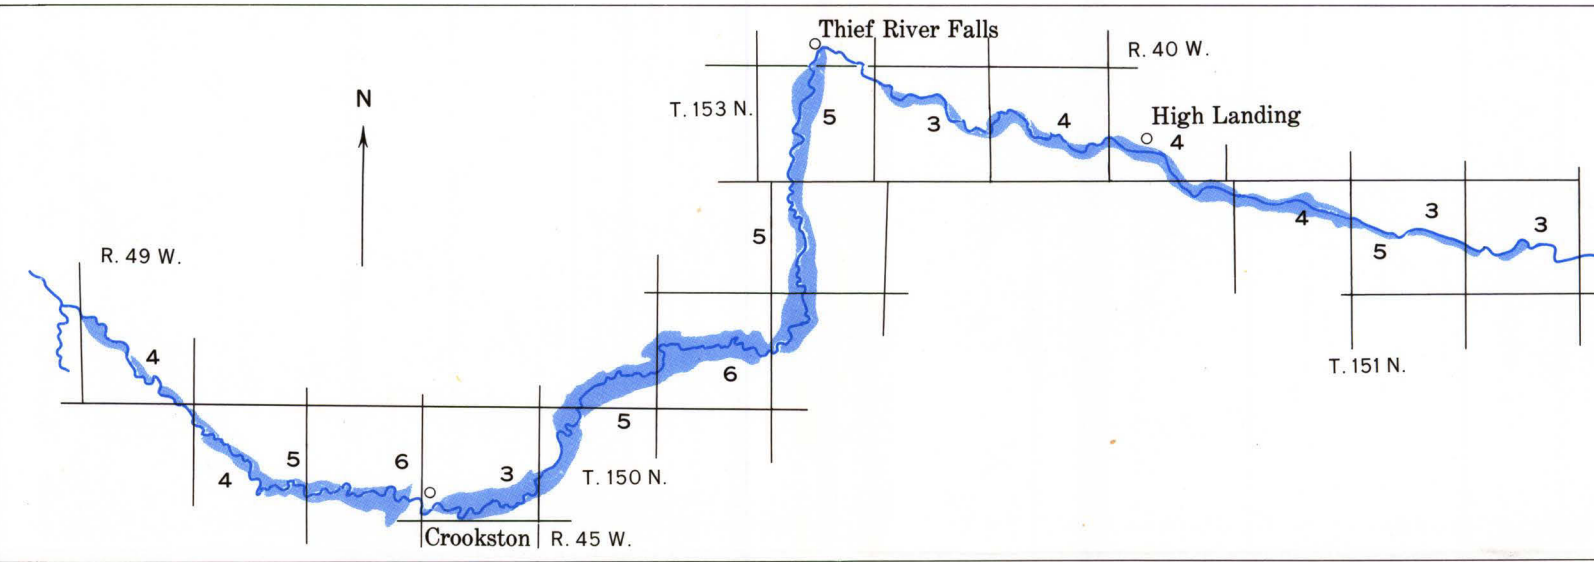 Thief River Falls
R. 40 W.
N
T. 153 N.
5
3
4
High Landing
4
5
4
5
3
3
R. 49 W.
4
6
T. 151 N.
5
4
5
6
3
T. 150 N.
Crookston
R. 45 W.